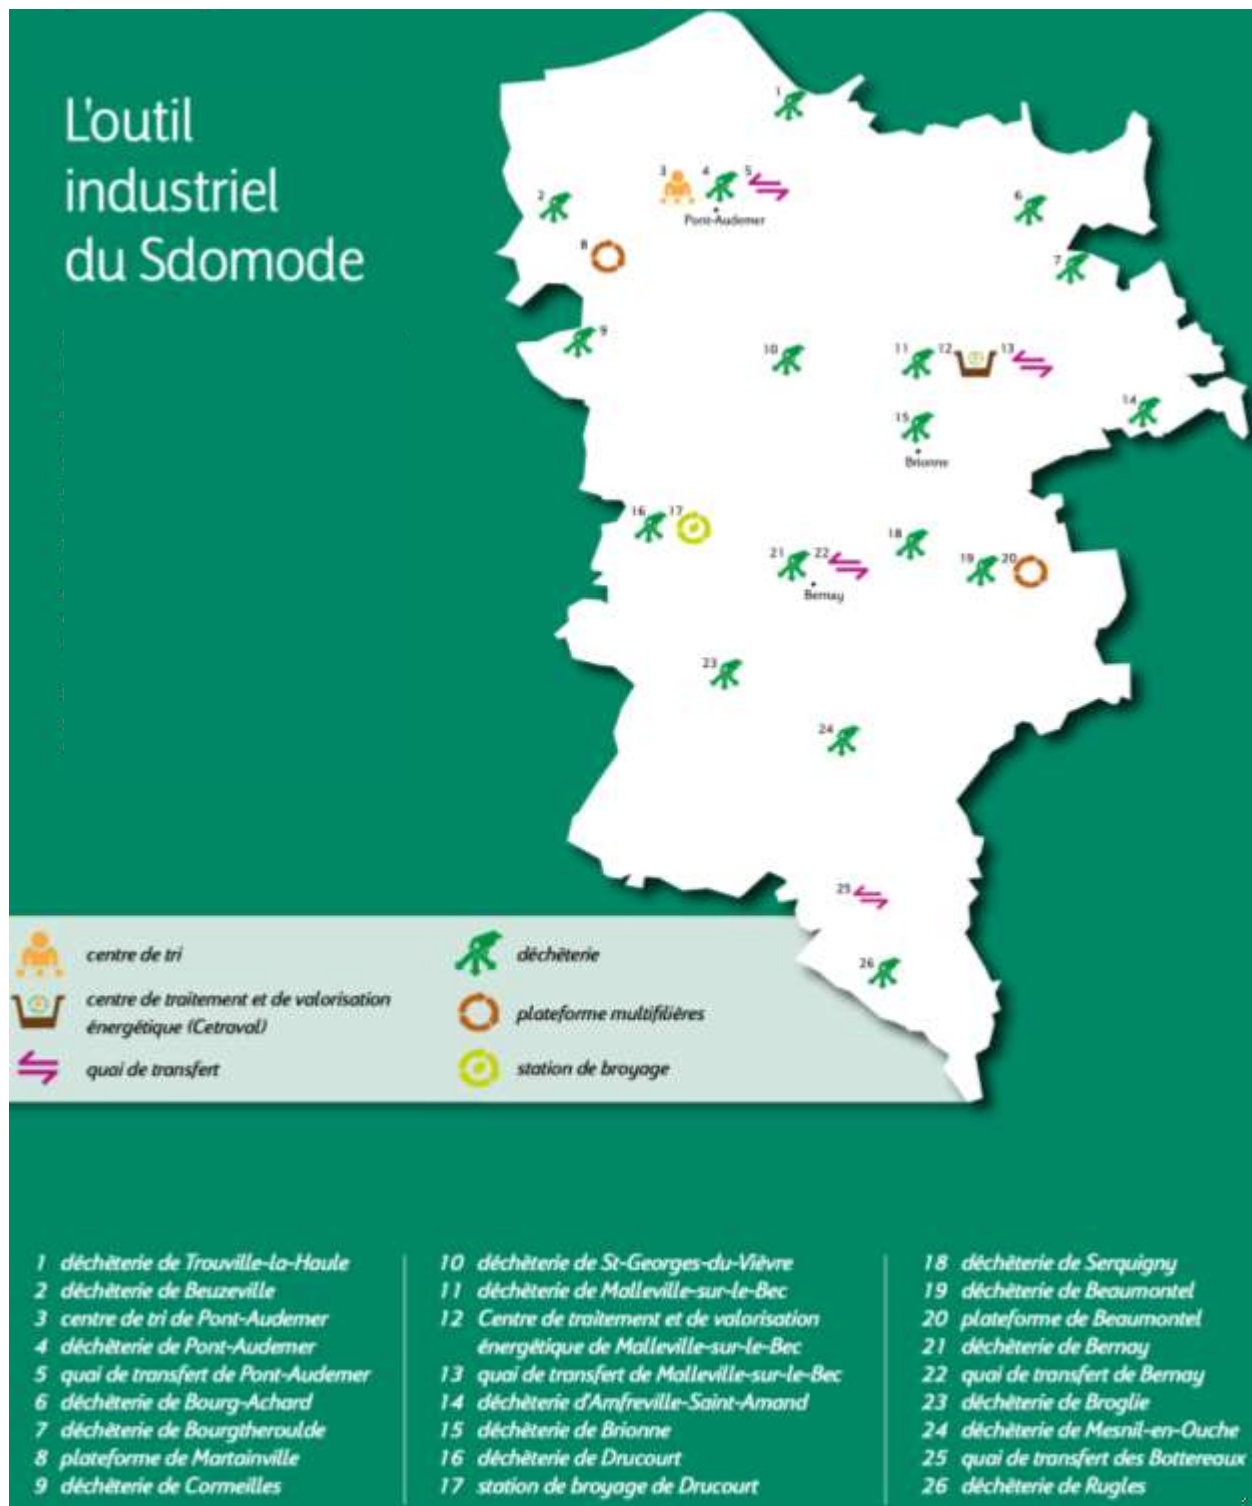 L'outil
industriel
du Sdomode
1
3
4
5
2
6
Pont-Audemer
8
7
9
10
11
12
13
14
15
Brionne
16
17
18
21
22
19
20
Bernay
23
24
25
26
centre de tri
déchèterie
centre de traitement et de valorisation
énergétique (Cetraval)
plateforme multifilières
quai de transfert
station de broyage
1 déchèterie de Trouville-la-Haule
2 déchèterie de Beuzeville
3 centre de tri de Pont-Audemer
4 déchèterie de Pont-Audemer
5 quai de transfert de Pont-Audemer
6 déchèterie de Bourg-Achard
7 déchèterie de Bourgtheroulde
8 plateforme de Martainville
9 déchèterie de Cormeilles
10 déchèterie de St-Georges-du-Vièvre
11 déchèterie de Malleville-sur-le-Bec
12 Centre de traitement et de valorisation
énergétique de Malleville-sur-le-Bec
13 quai de transfert de Malleville-sur-le-Bec
14 déchèterie d'Amfreville-Saint-Amand
15 déchèterie de Brionne
16 déchèterie de Drucourt
17 station de broyage de Drucourt
18 déchèterie de Serquigny
19 déchèterie de Beaumontel
20 plateforme de Beaumontel
21 déchèterie de Bernay
22 quai de transfert de Bernay
23 déchèterie de Broglie
24 déchèterie de Mesnil-en-Ouche
25 quai de transfert des Bottereaux
26 déchèterie de Rugles